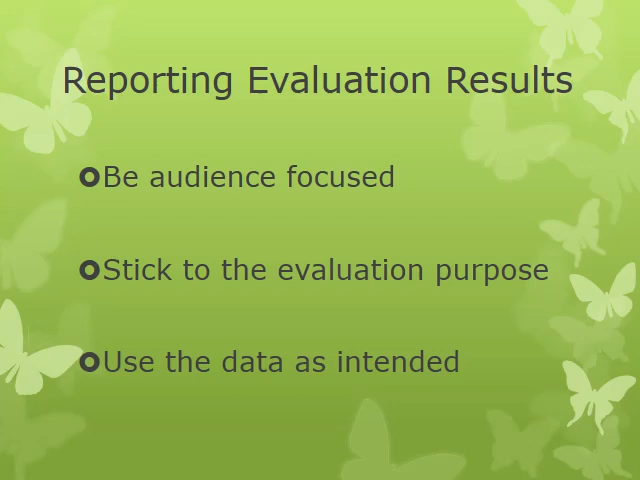 Reporting Evaluation Results
Be audience focused
Stick to the evaluation purpose
Use the data as intended